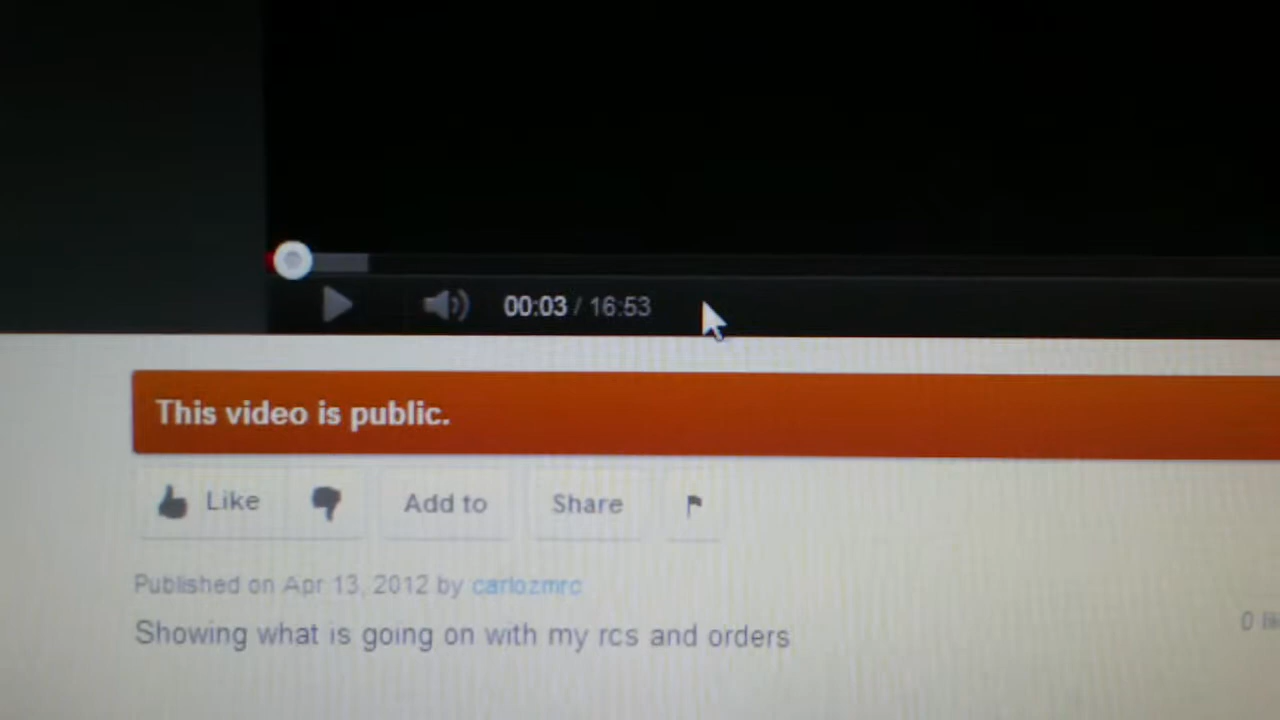 00:03 / 16:53
This video is public.
Like Add to Share
Published on Apr 13, 2012 by carlozmrc
Showing what is going on with my rcs and orders
0